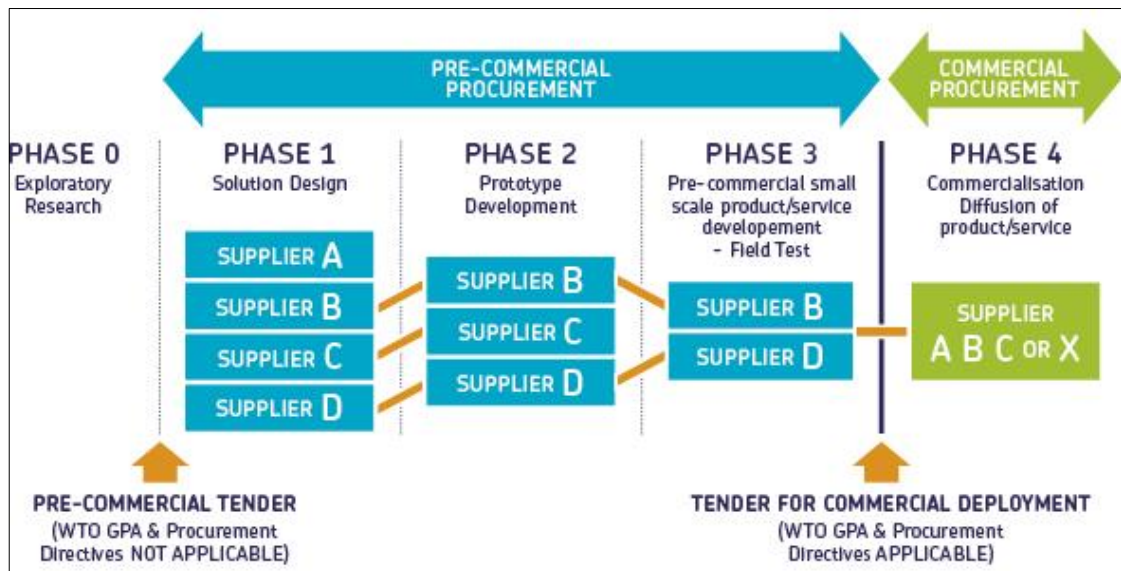 PRE-COMMERCIAL
PROCUREMENT
COMMERCIAL
PROCUREMENT
PHASE 0
Exploratory
Research
PHASE 1
Solution Design
PHASE 2
Prototype
Development
PHASE 3
Pre-commercial small
scale product/service
developement
- Field Test
PHASE 4
Commercialisation
Diffusion of
product/service
SUPPLIER A
SUPPLIER B
SUPPLIER C
SUPPLIER D
SUPPLIER B
SUPPLIER C
SUPPLIER D
SUPPLIER B
SUPPLIER D
SUPPLIER
A B C OR X
PRE-COMMERCIAL TENDER
(WTO GPA & Procurement
Directives NOT APPLICABLE)
TENDER FOR COMMERCIAL DEPLOYMENT
(WTO GPA & Procurement
Directives APPLICABLE)